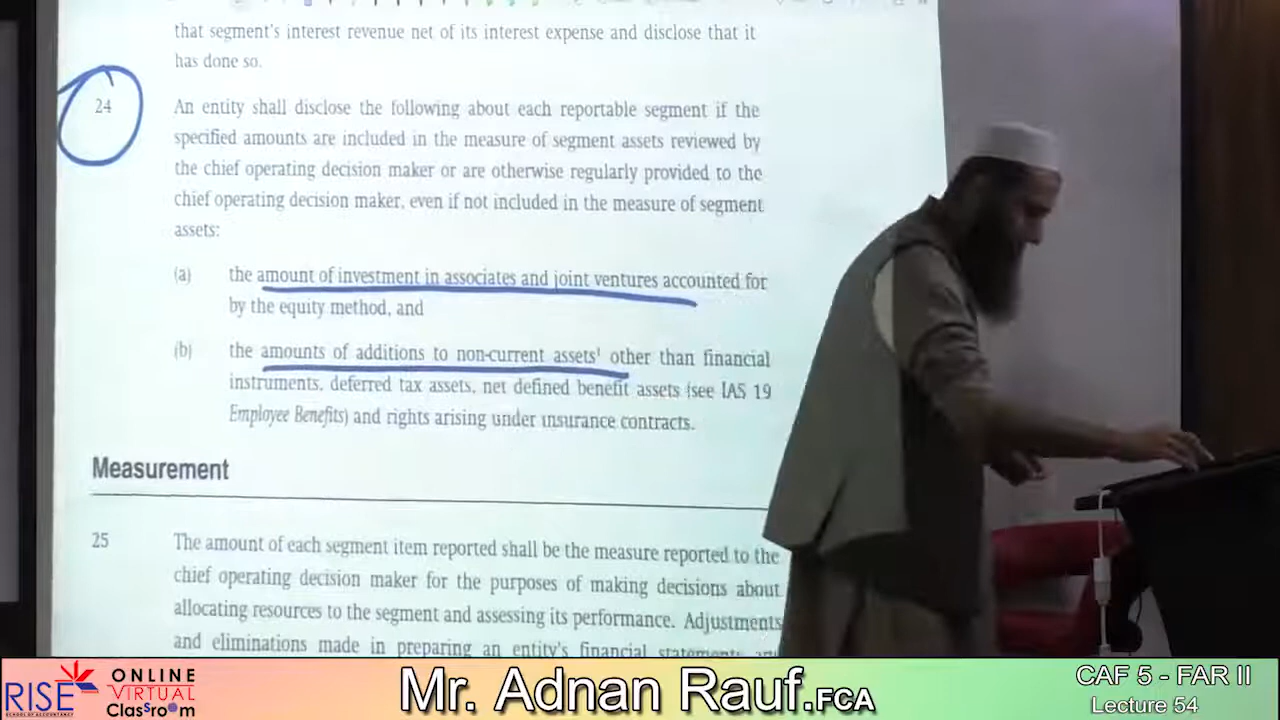 that segment's interest revenue net of its interest expense and disclose that it
has done so.
24 An entity shall disclose the following about each reportable segment if the
specified amounts are included in the measure of segment assets reviewed by
the chief operating decision maker or are otherwise regularly provided to the
chief operating decision maker, even if not included in the measure of segment
assets:
(a) the amount of investment in associates and joint ventures accounted for
by the equity method, and
(b) the amounts of additions to non-current assets¹ other than financial
instruments, deferred tax assets, net defined benefit assets (see IAS 19
Employee Benefits) and rights arising under insurance contracts.
Measurement
25 The amount of each segment item reported shall be the measure reported to the
chief operating decision maker for the purposes of making decisions about
allocating resources to the segment and assessing its performance. Adjustments
and eliminations made in preparing an entity's financial statements
RISE
SCHOOL OF ACCOUNTANCY
ONLINE
VIRTUAL
Classroom
Mr. Adnan Rauf.FCA
CAF 5 - FAR II
Lecture 54